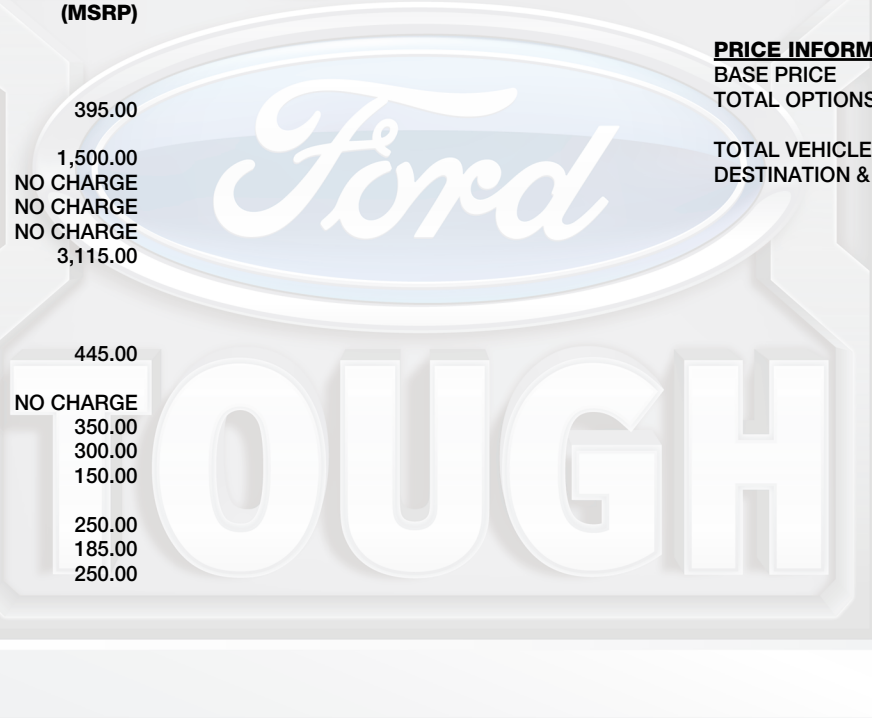 (MSRP)
395.00
1,500.00
NO CHARGE
NO CHARGE
NO CHARGE
3,115.00
445.00
NO CHARGE
350.00
300.00
150.00
250.00
185.00
250.00
PRICE INFORM
BASE PRICE
TOTAL OPTIONS
TOTAL VEHICLE
DESTINATION &
Ford
TOUGH